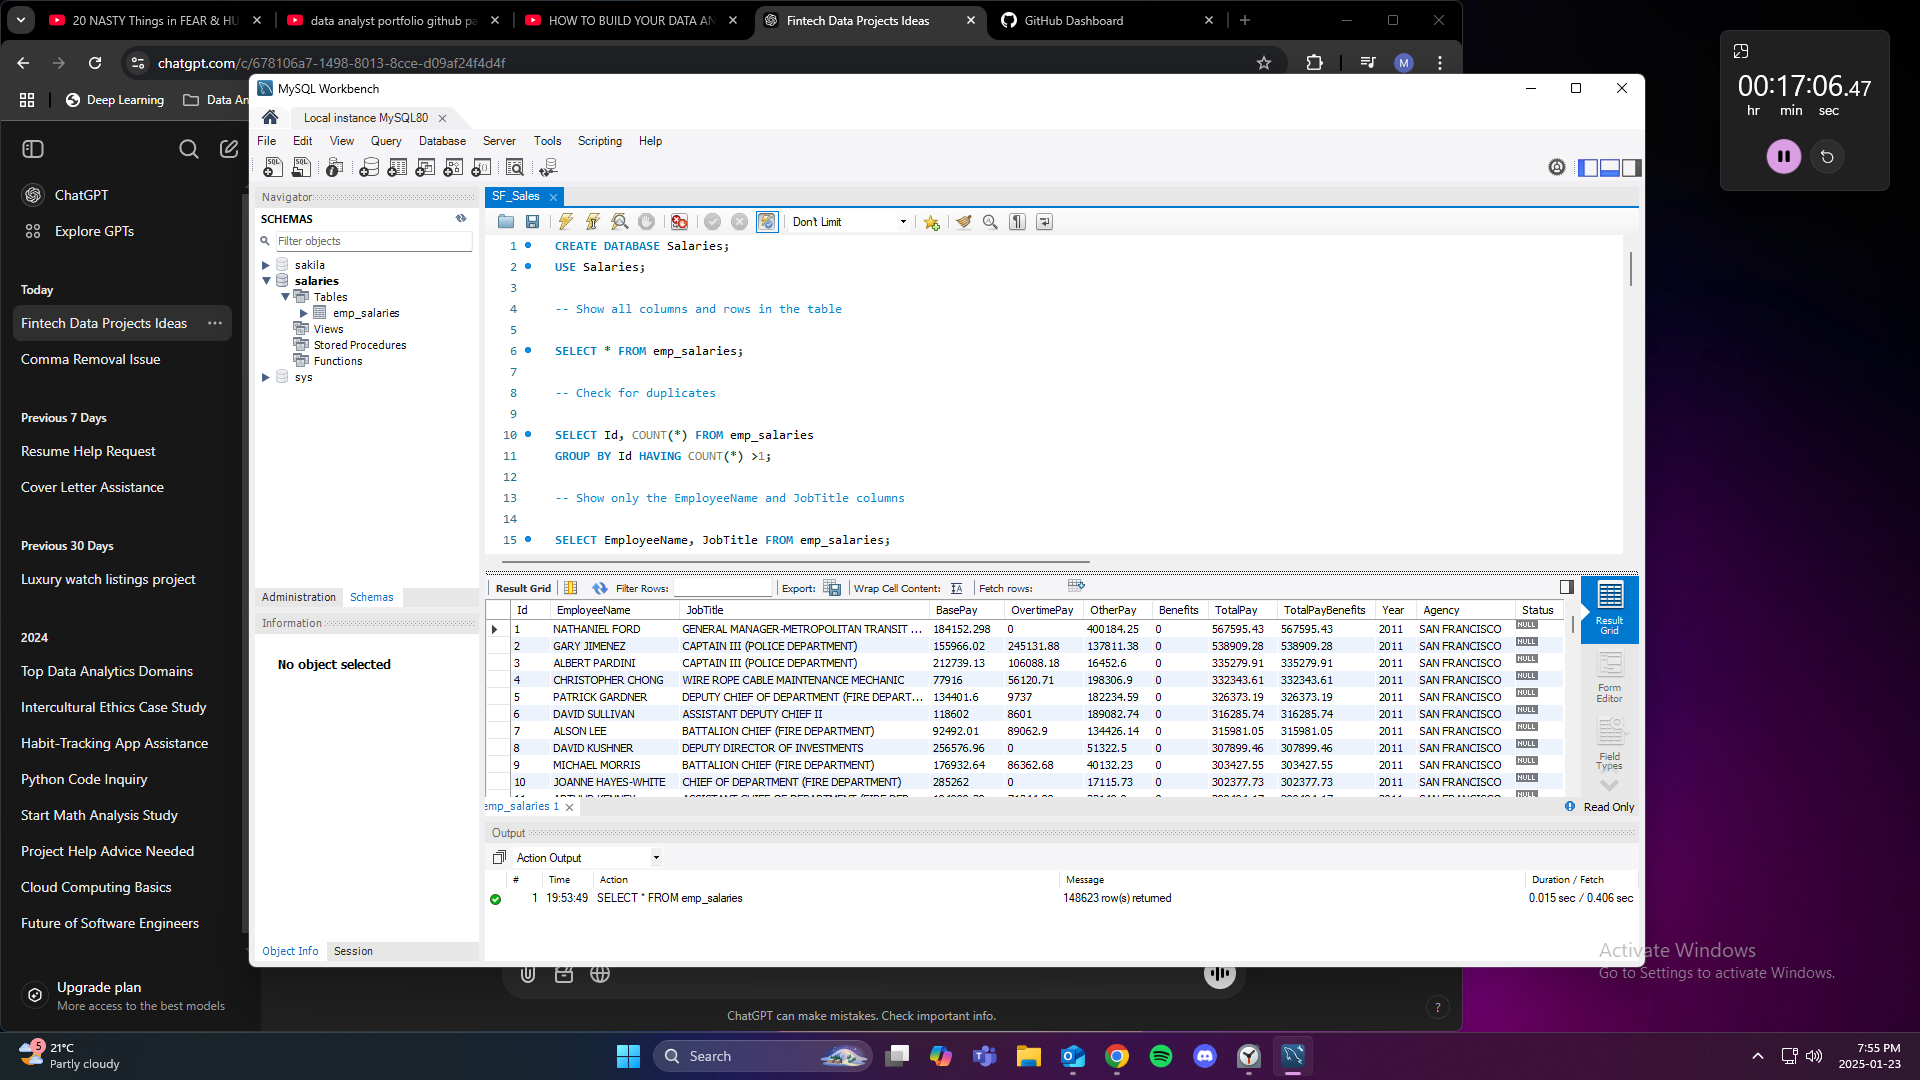 20 NASTY Things in FEAR & HU
data analyst portfolio github pa
HOW TO BUILD YOUR DATA AN
Fintech Data Projects Ideas
GitHub Dashboard
chatgpt.com/c/678106a7-1498-8013-8cce-d09af24f4d4f
M
Deep Learning
Data An
00:17:06.47
hr min sec
ChatGPT
Explore GPTs
Today
Fintech Data Projects Ideas
Comma Removal Issue
Previous 7 Days
Resume Help Request
Cover Letter Assistance
Previous 30 Days
Luxury watch listings project
2024
Top Data Analytics Domains
Intercultural Ethics Case Study
Habit-Tracking App Assistance
Python Code Inquiry
Start Math Analysis Study
Project Help Advice Needed
Cloud Computing Basics
Future of Software Engineers
Upgrade plan
More access to the best models
MySQL Workbench
Local instance MySQL80
File Edit View Query Database Server Tools Scripting Help
Navigator
SCHEMAS
Filter objects
sakila
salaries
Tables
emp_salaries
Views
Stored Procedures
Functions
sys
Administration Schemas
Information
No object selected
Object Info Session
SF_Sales
Don't Limit
1 CREATE DATABASE Salaries;
2 USE Salaries;
3
4 -- Show all columns and rows in the table
5
6 SELECT * FROM emp_salaries;
7
8 -- Check for duplicates
9
10 SELECT Id, COUNT(*) FROM emp_salaries
11 GROUP BY Id HAVING COUNT(*) >1;
12
13 -- Show only the EmployeeName and JobTitle columns
14
15 SELECT EmployeeName, JobTitle FROM emp_salaries;
Result Grid Filter Rows: Export: Wrap Cell Content: Fetch rows:
Id EmployeeName JobTitle BasePay OvertimePay OtherPay Benefits TotalPay TotalPayBenefits Year Agency Status
1 NATHANIEL FORD GENERAL MANAGER-METROPOLITAN TRANSIT ... 184152.298 0 400184.25 0 567595.43 567595.43 2011 SAN FRANCISCO NULL
2 GARY JIMENEZ CAPTAIN III (POLICE DEPARTMENT) 155966.02 245131.88 137811.38 0 538909.28 538909.28 2011 SAN FRANCISCO NULL
3 ALBERT PARDINI CAPTAIN III (POLICE DEPARTMENT) 212739.13 106088.18 16452.6 0 335279.91 335279.91 2011 SAN FRANCISCO NULL
4 CHRISTOPHER CHONG WIRE ROPE CABLE MAINTENANCE MECHANIC 77916 56120.71 198306.9 0 332343.61 332343.61 2011 SAN FRANCISCO NULL
5 PATRICK GARDNER DEPUTY CHIEF OF DEPARTMENT (FIRE DEPART... 134401.6 9737 182234.59 0 326373.19 326373.19 2011 SAN FRANCISCO NULL
6 DAVID SULLIVAN ASSISTANT DEPUTY CHIEF II 118602 8601 189082.74 0 316285.74 316285.74 2011 SAN FRANCISCO NULL
7 ALSON LEE BATTALION CHIEF (FIRE DEPARTMENT) 92492.01 89062.9 134426.14 0 315981.05 315981.05 2011 SAN FRANCISCO NULL
8 DAVID KUSHNER DEPUTY DIRECTOR OF INVESTMENTS 256576.96 0 51322.5 0 307899.46 307899.46 2011 SAN FRANCISCO NULL
9 MICHAEL MORRIS BATTALION CHIEF (FIRE DEPARTMENT) 176932.64 86362.68 40132.23 0 303427.55 303427.55 2011 SAN FRANCISCO NULL
10 JOANNE HAYES-WHITE CHIEF OF DEPARTMENT (FIRE DEPARTMENT) 285262 0 17115.73 0 302377.73 302377.73 2011 SAN FRANCISCO NULL
Result Grid
Form Editor
Field Types
emp_salaries 1
Read Only
Output
Action Output
# Time Action Message Duration / Fetch
1 19:53:49 SELECT * FROM emp_salaries 148623 row(s) returned 0.015 sec / 0.406 sec
Activate Windows
Go to Settings to activate Windows.
ChatGPT can make mistakes. Check important info.
?
5
21°C
Partly cloudy
Search
7:55 PM
2025-01-23